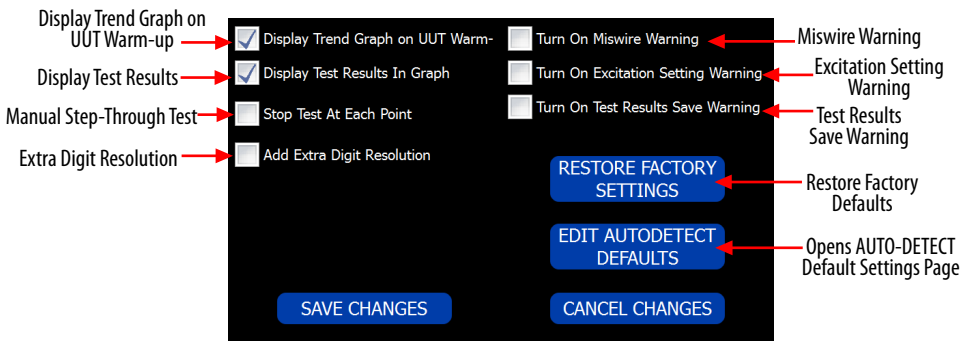 Display Trend Graph on
UUT Warm-up
Display Test Results
Manual Step-Through Test
Extra Digit Resolution
Display Trend Graph on UUT Warm-
Display Test Results In Graph
Stop Test At Each Point
Add Extra Digit Resolution
Turn On Miswire Warning
Turn On Excitation Setting Warning
Turn On Test Results Save Warning
RESTORE FACTORY
SETTINGS
EDIT AUTODETECT
DEFAULTS
SAVE CHANGES
CANCEL CHANGES
Miswire Warning
Excitation Setting
Warning
Test Results
Save Warning
Restore Factory
Defaults
Opens AUTO-DETECT
Default Settings Page